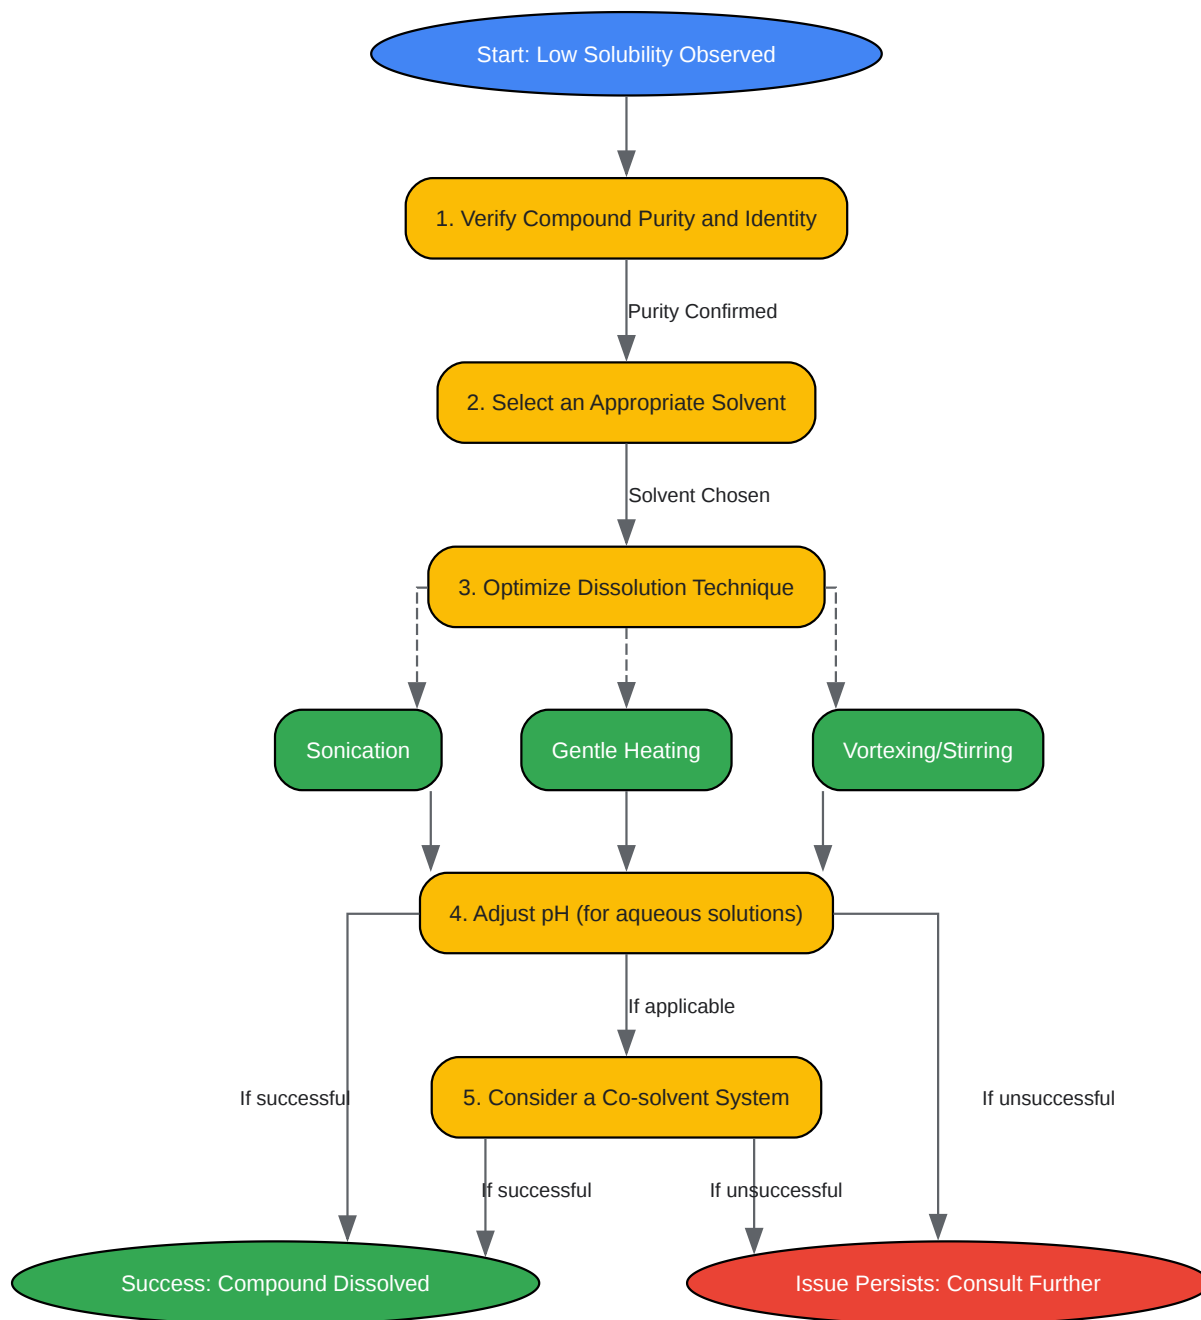 Start: Low Solubility Observed
1. Verify Compound Purity and Identity
Purity Confirmed
2. Select an Appropriate Solvent
Solvent Chosen
3. Optimize Dissolution Technique
Sonication
Gentle Heating
Vortexing/Stirring
4. Adjust pH (for aqueous solutions)
If applicable
5. Consider a Co-solvent System
If successful
If unsuccessful
If successful
If unsuccessful
Success: Compound Dissolved
Issue Persists: Consult Further